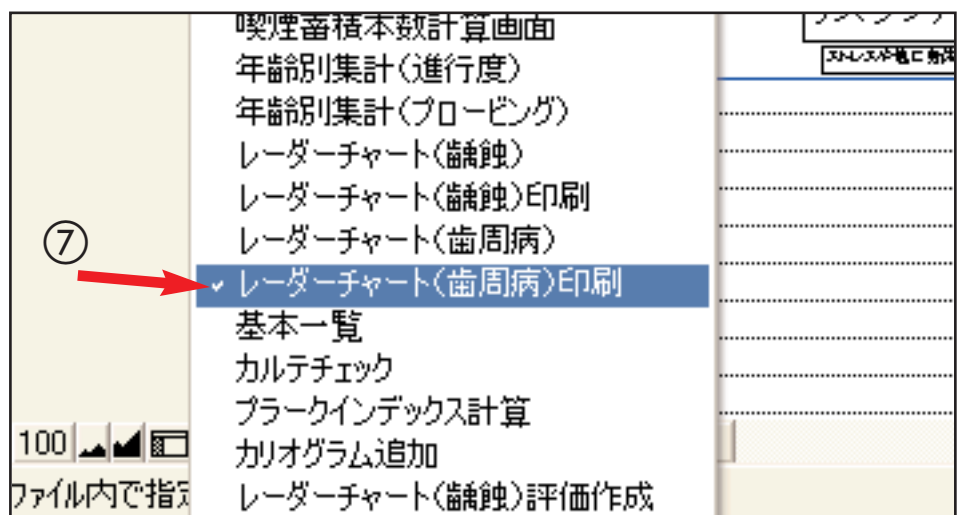 喫煙蓄積本数計算画面
年齢別集計(進行度)
年齢別集計(プロービング)
レーダーチャート(齲蝕)
レーダーチャート(齲蝕)印刷
レーダーチャート(歯周病)
⑦
レーダーチャート(歯周病)印刷
基本一覧
カルテチェック
プラークインデックス計算
100
カリオグラム追加
ファイル内で指定
レーダーチャート(齲蝕)評価作成